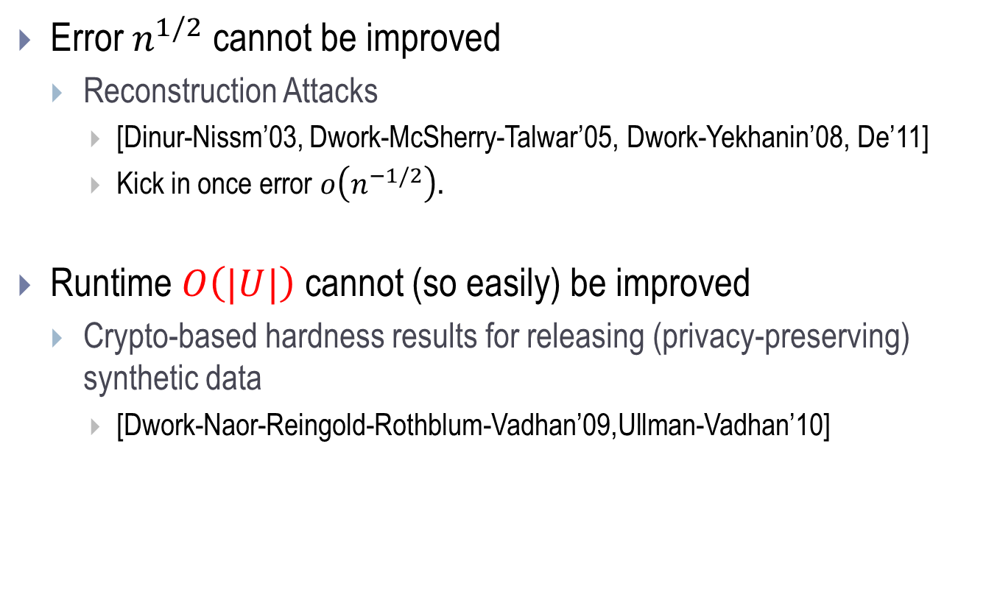 Error n^{1/2} cannot be improved
Reconstruction Attacks
[Dinur-Nissm’03, Dwork-McSherry-Talwar’05, Dwork-Yekhanin’08, De’11]
Kick in once error o(n^{−1/2}).
Runtime O(|U|) cannot (so easily) be improved
Crypto-based hardness results for releasing (privacy-preserving)
synthetic data
[Dwork-Naor-Reingold-Rothblum-Vadhan’09,Ullman-Vadhan’10]